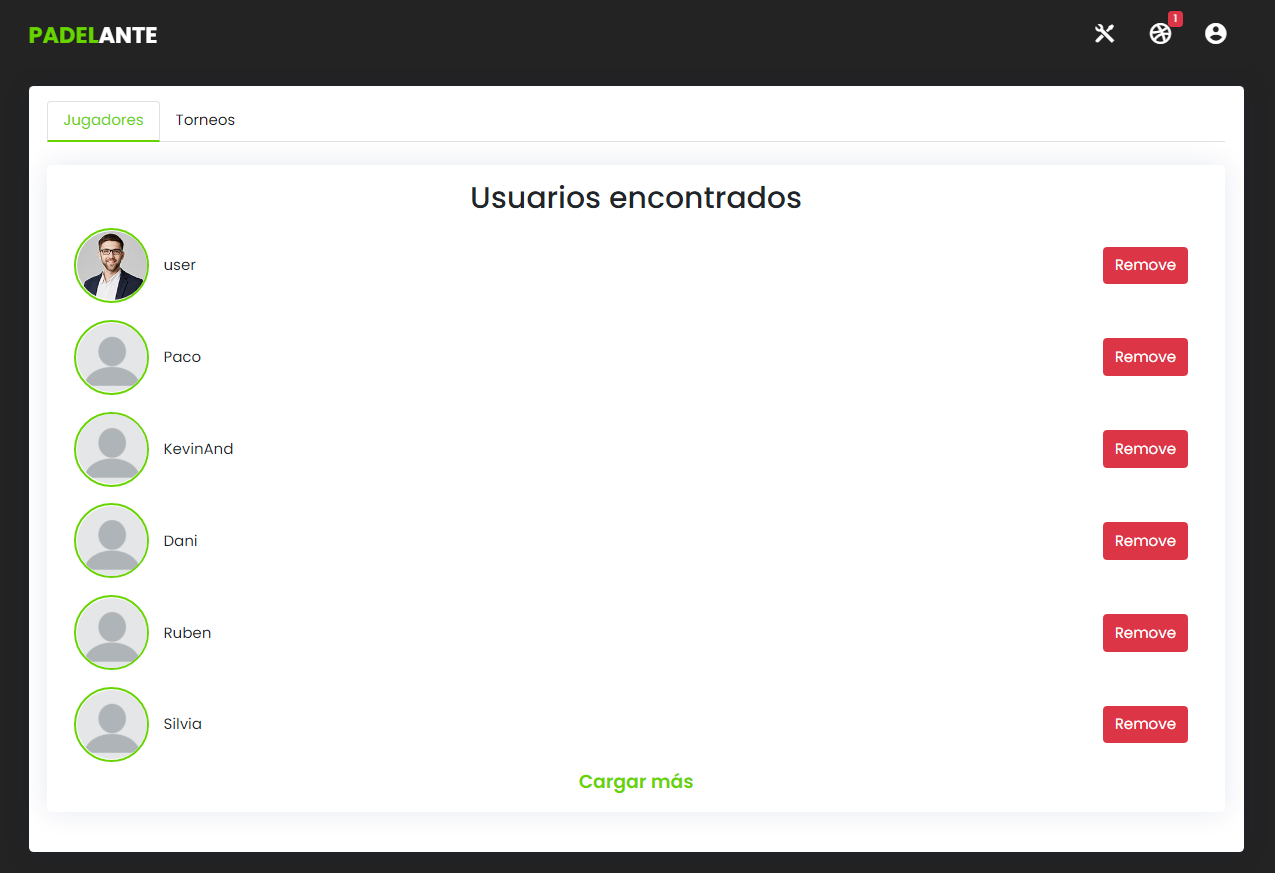 PADELANTE
1
Jugadores Torneos
Usuarios encontrados
user Remove
Paco Remove
KevinAnd Remove
Dani Remove
Ruben Remove
Silvia Remove
Cargar más